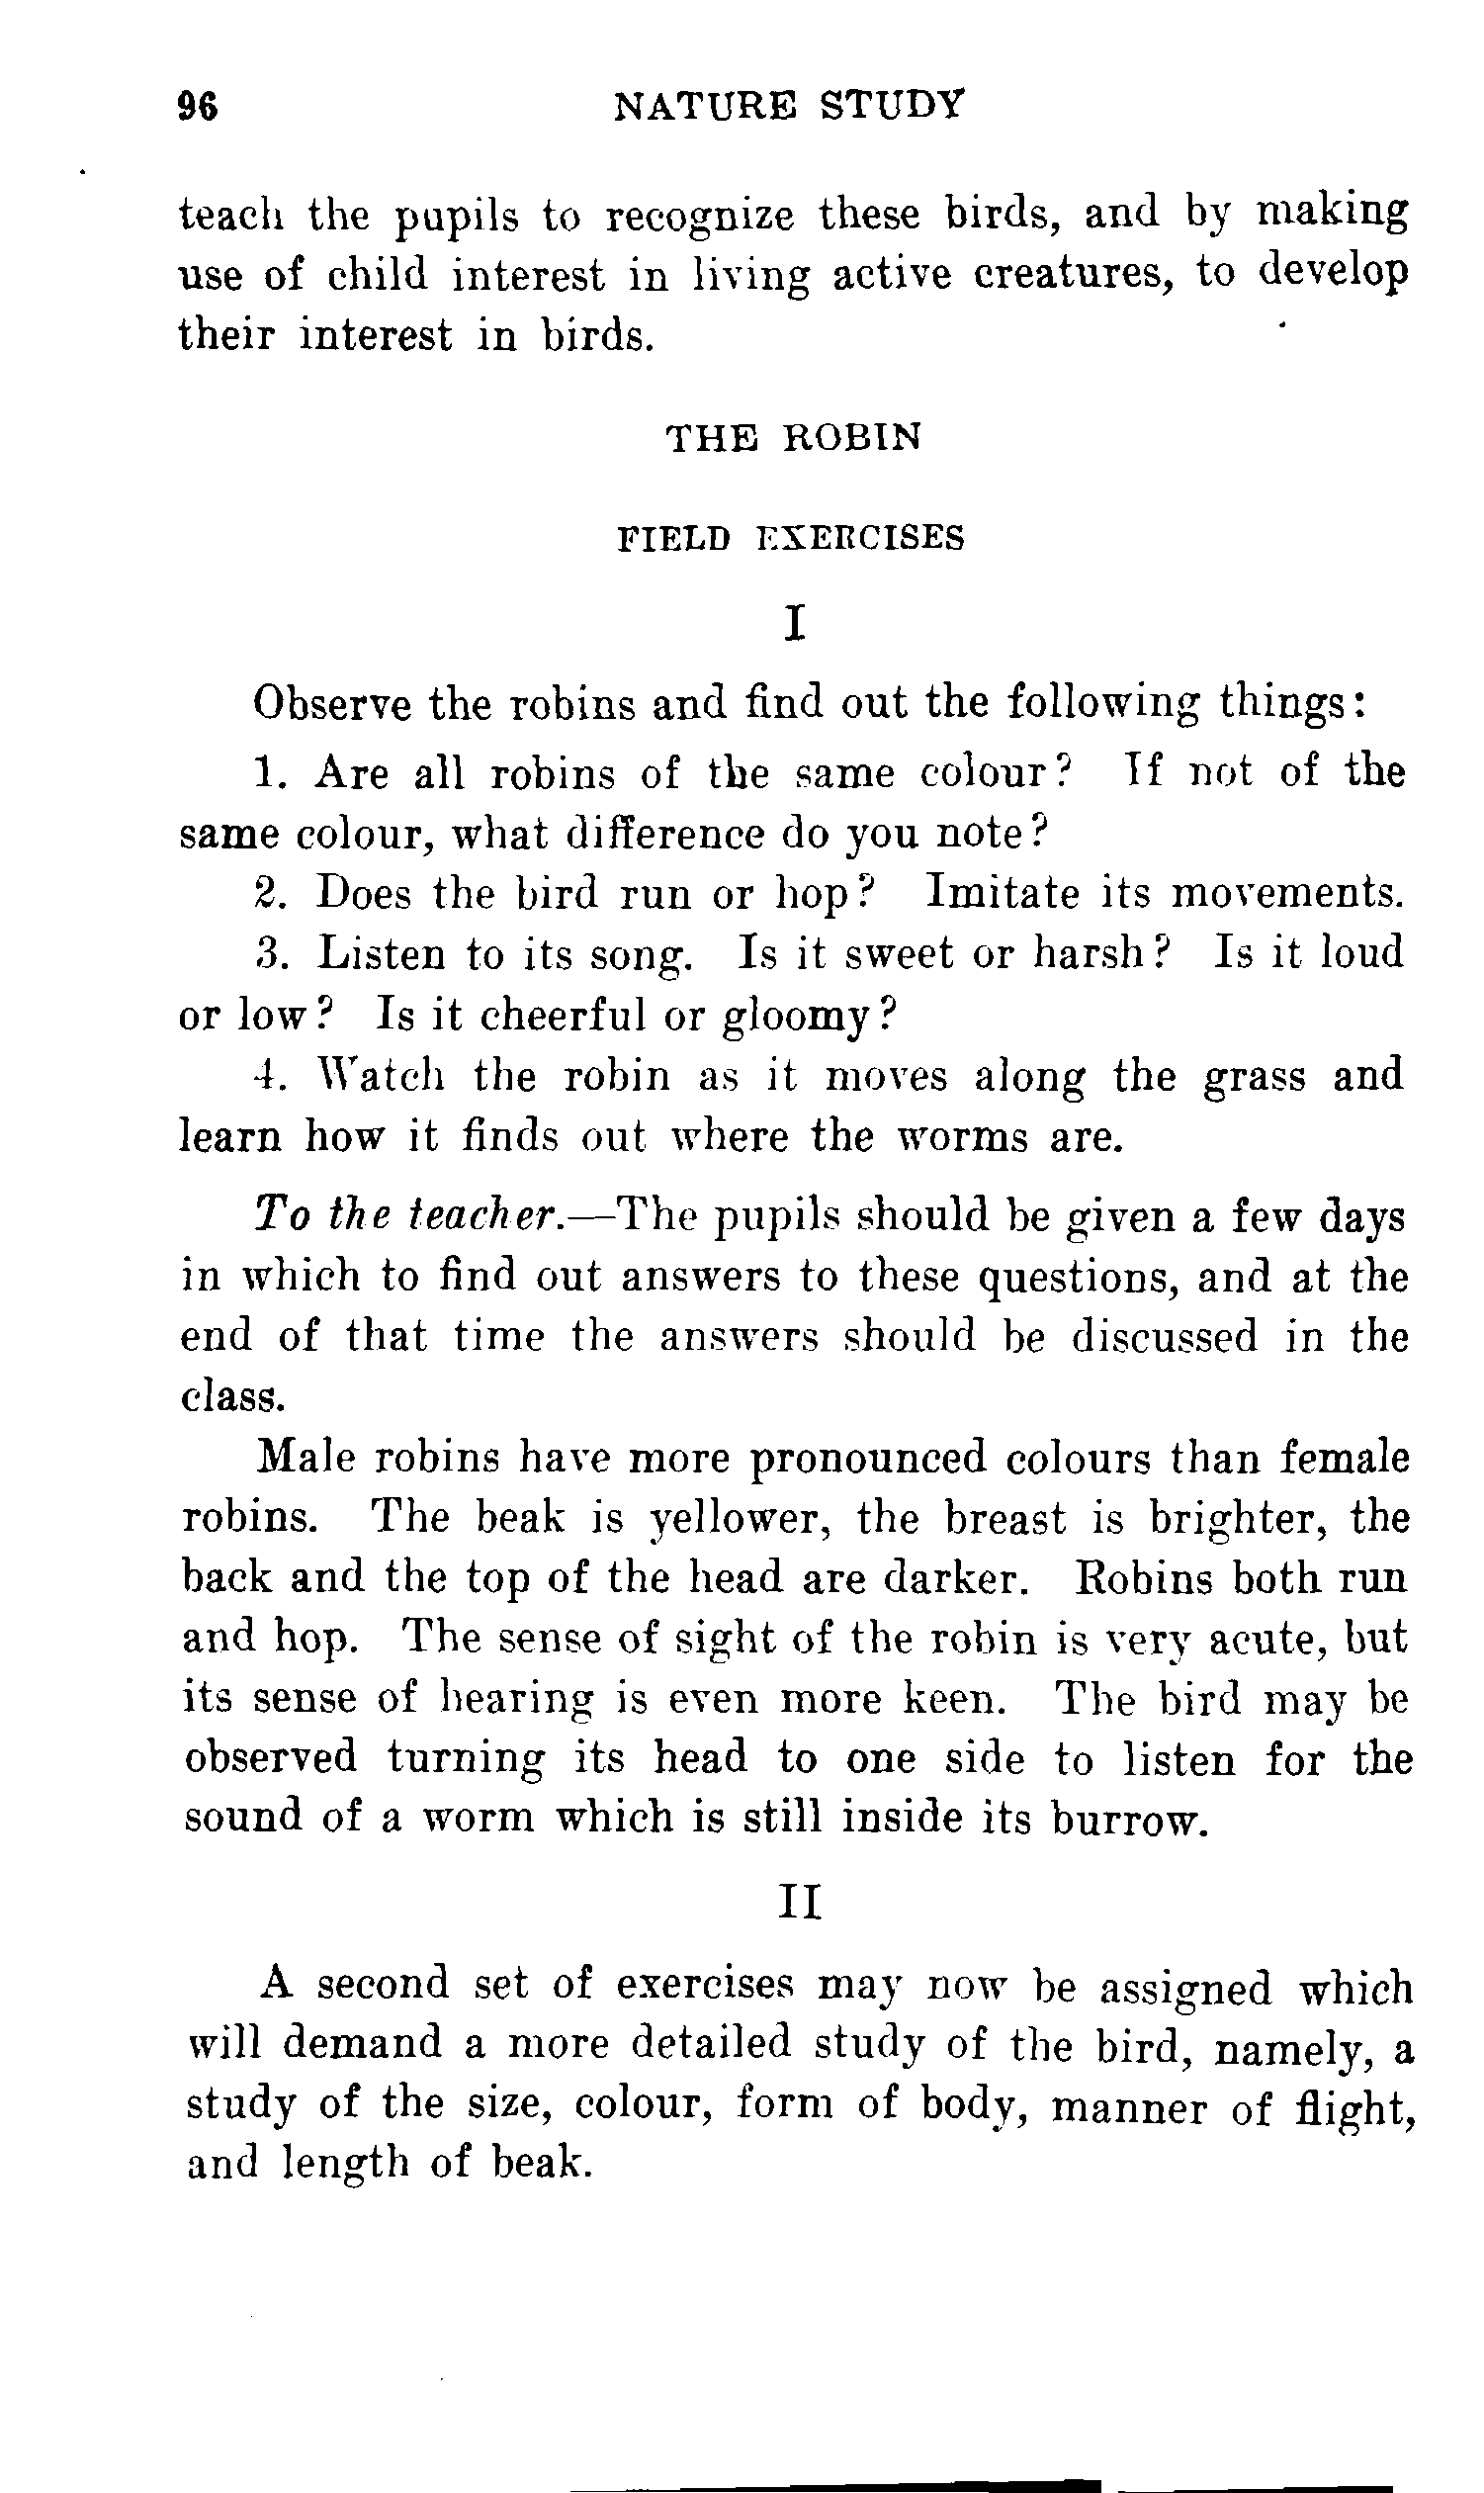 96 NATURE STUDY
teach the pupils to recognize these birds, and by making
use of child interest in living active creatures, to develop
their interest in birds.
THE ROBIN
FIELD EXERCISES
I
Observe the robins and find out the following things:
1. Are all robins of the same colour? If not of the
same colour, what difference do you note?
2. Does the bird run or hop? Imitate its movements.
3. Listen to its song. Is it sweet or harsh? Is it loud
or low? Is it cheerful or gloomy?
4. Watch the robin as it moves along the grass and
learn how it finds out where the worms are.
To the teacher.—The pupils should be given a few days
in which to find out answers to these questions, and at the
end of that time the answers should be discussed in the
class.
Male robins have more pronounced colours than female
robins. The beak is yellower, the breast is brighter, the
back and the top of the head are darker. Robins both run
and hop. The sense of sight of the robin is very acute, but
its sense of hearing is even more keen. The bird may be
observed turning its head to one side to listen for the
sound of a worm which is still inside its burrow.
II
A second set of exercises may now be assigned which
will demand a more detailed study of the bird, namely, a
study of the size, colour, form of body, manner of flight,
and length of beak.